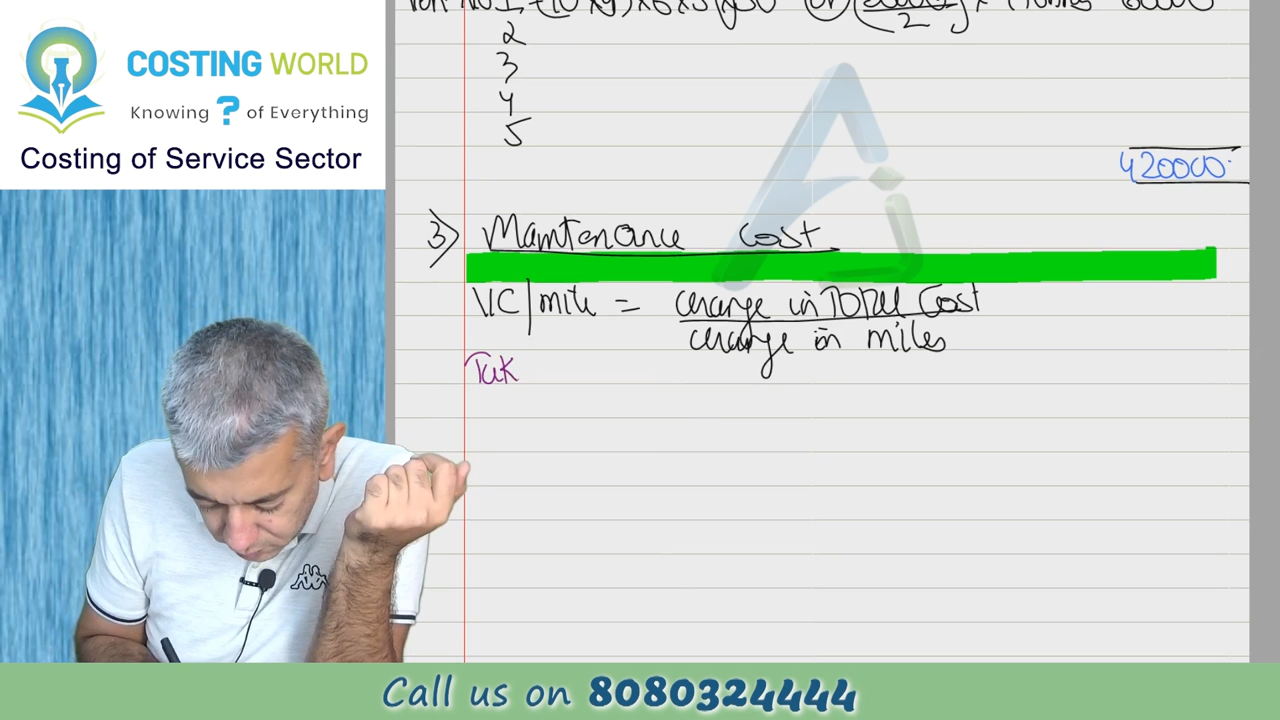 COSTING WORLD
Knowing ? of Everything
Costing of Service Sector
2
3
4
5
420000
3) Maintenance cost
VC/mile = change in Total Cost
change in miles
Tak
Call us on 8080324444